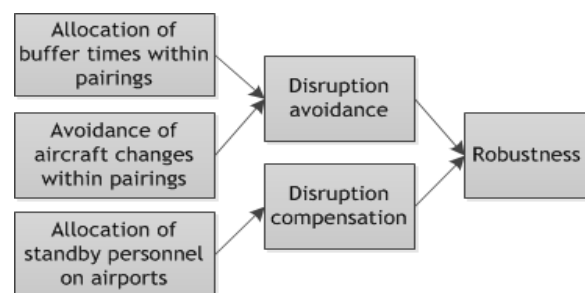 Allocation of
buffer times within
pairings
Avoidance of
aircraft changes
within pairings
Allocation of
standby personnel
on airports
Disruption
avoidance
Disruption
compensation
Robustness